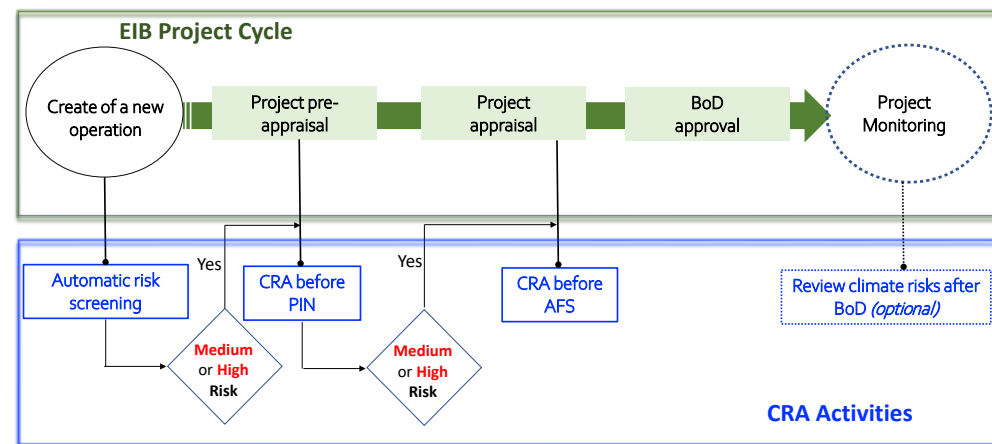 EIB Project Cycle
Create of a new
operation
Project pre-
appraisal
Project
appraisal
BoD
approval
Project
Monitoring
Automatic risk
screening
Yes
CRA before
PIN
Yes
CRA before
AFS
Review climate risks after
BoD (optional)
Medium
or High
Risk
Medium
or High
Risk
CRA Activities